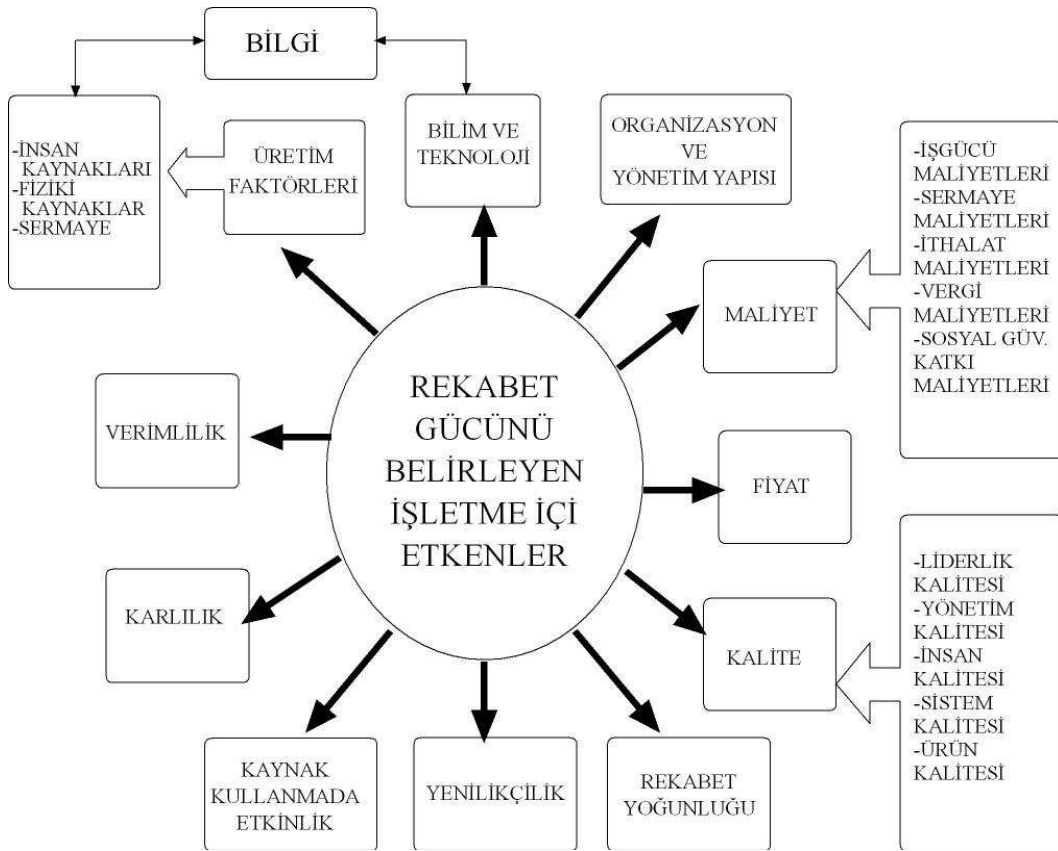 BİLGİ
-İNSAN
KAYNAKLARI
-FİZİKİ
KAYNAKLAR
-SERMAYE
ÜRETİM
FAKTÖRLERİ
BİLİM VE
TEKNOLOJİ
ORGANİZASYON
VE
YÖNETİM YAPISI
MALİYET
-İŞGÜCÜ
MALİYETLERİ
-SERMAYE
MALİYETLERİ
-İTHALAT
MALİYETLERİ
-VERGİ
MALİYETLERİ
-SOSYAL GÜV.
KATKI
MALİYETLERİ
REKABET
GÜCÜNÜ
BELİRLEYEN
İŞLETME İÇİ
ETKENLER
VERİMLİLİK
FİYAT
KARLILIK
KALİTE
-LİDERLİK
KALİTESİ
-YÖNETİM
KALİTESİ
-İNSAN
KALİTESİ
-SİSTEM
KALİTESİ
-ÜRÜN
KALİTESİ
KAYNAK
KULLANMADA
ETKİNLİK
YENİLİKÇİLİK
REKABET
YOĞUNLUĞU